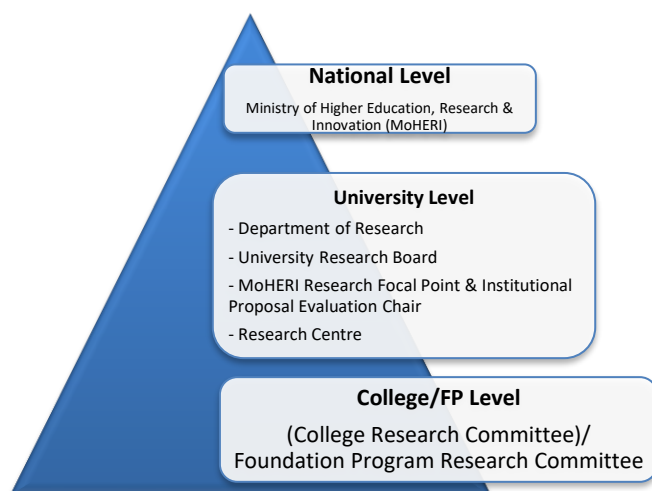 National Level
Ministry of Higher Education, Research &
Innovation (MoHERI)
University Level
- Department of Research
- University Research Board
- MoHERI Research Focal Point & Institutional
Proposal Evaluation Chair
- Research Centre
College/FP Level
(College Research Committee)/
Foundation Program Research Committee